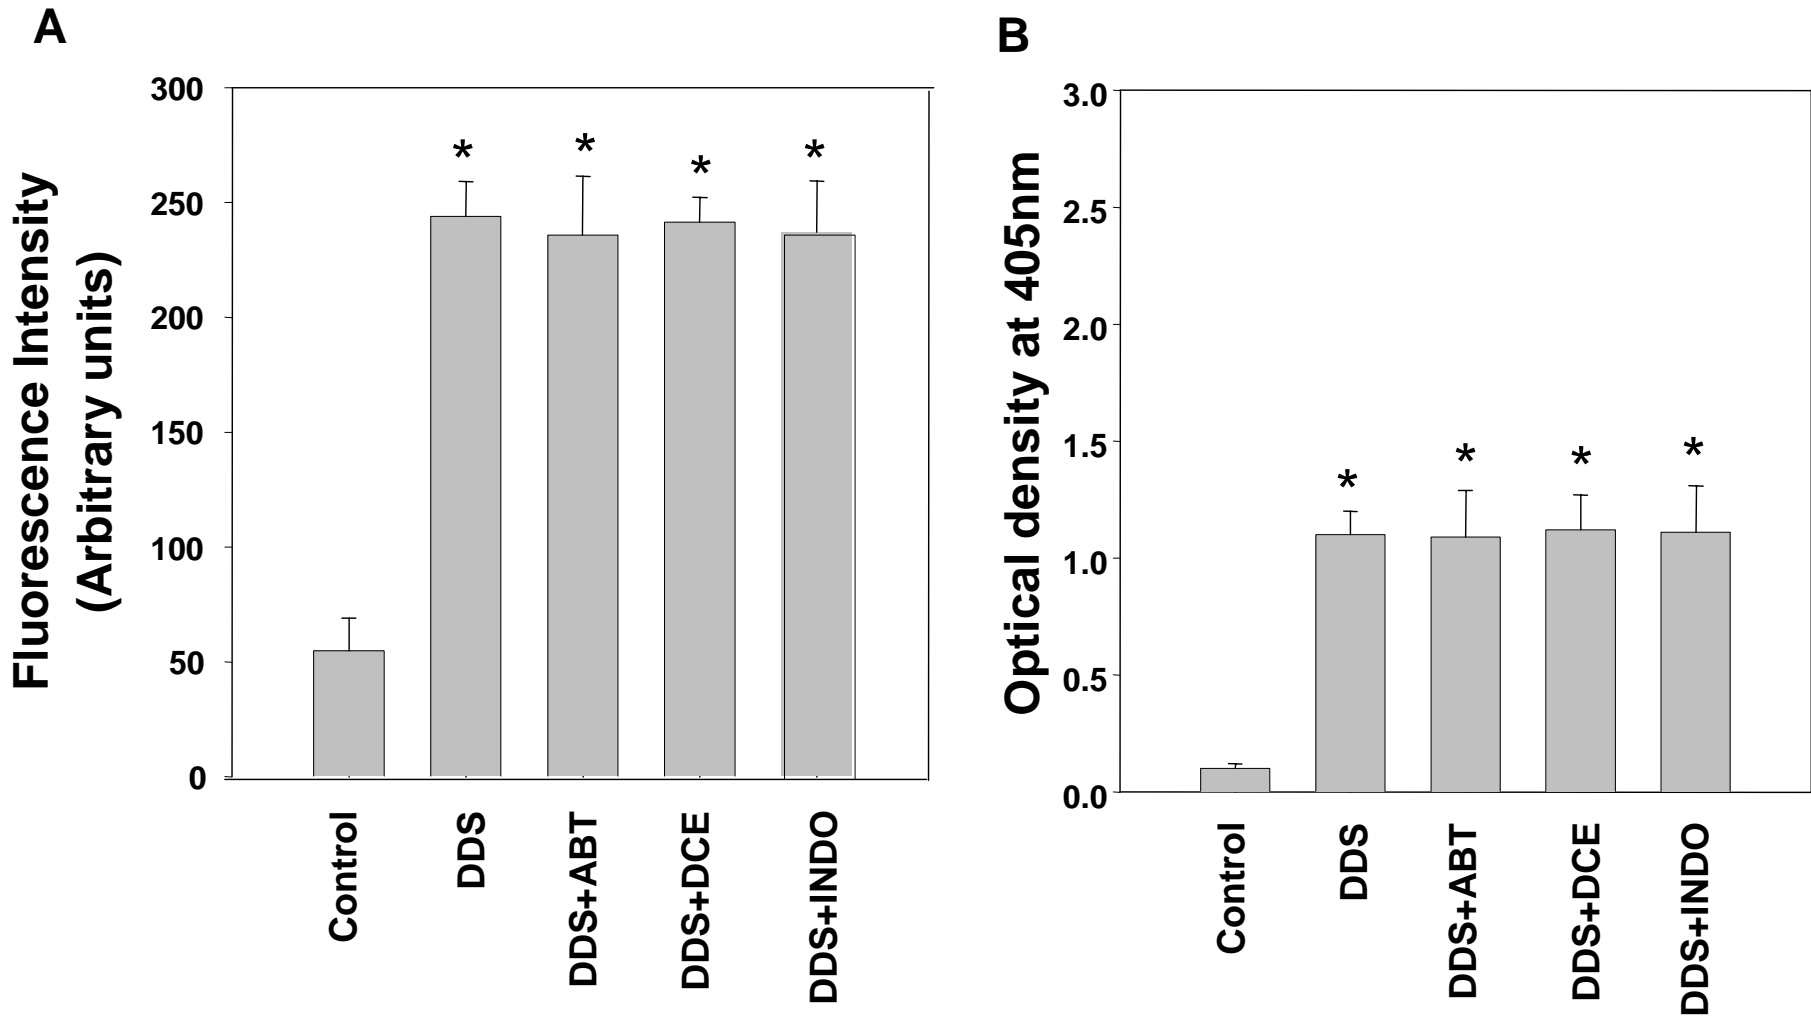 A
Fluorescence Intensity
(Arbitrary units)
300
250
200
150
100
50
0
*
*
*
*
Control
DDS
DDS+ABT
DDS+DCE
DDS+INDO
B
Optical density at 405nm
3.0
2.5
2.0
1.5
1.0
0.5
0.0
*
*
*
*
Control
DDS
DDS+ABT
DDS+DCE
DDS+INDO